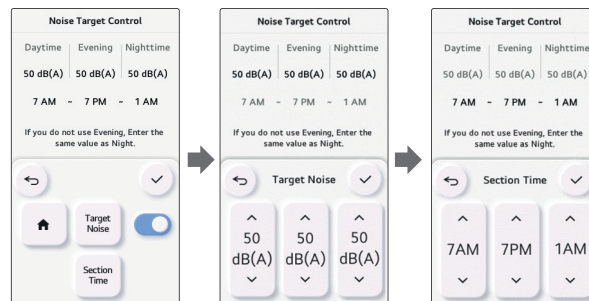 Noise Target Control
Daytime Evening Nighttime
50 dB(A) 50 dB(A) 50 dB(A)
7 AM - 7 PM - 1 AM
If you do not use Evening, Enter the
same value as Night.
Target
Noise
Section
Time
Noise Target Control
Daytime Evening Nighttime
50 dB(A) 50 dB(A) 50 dB(A)
7 AM - 7 PM - 1 AM
If you do not use Evening, Enter the
same value as Night.
Target Noise
50 50 50
dB(A) dB(A) dB(A)
Noise Target Control
Daytime Evening Nighttime
50 dB(A) 50 dB(A) 50 dB(A)
7 AM - 7 PM - 1 AM
If you do not use Evening, Enter the
same value as Night.
Section Time
7AM 7PM 1AM